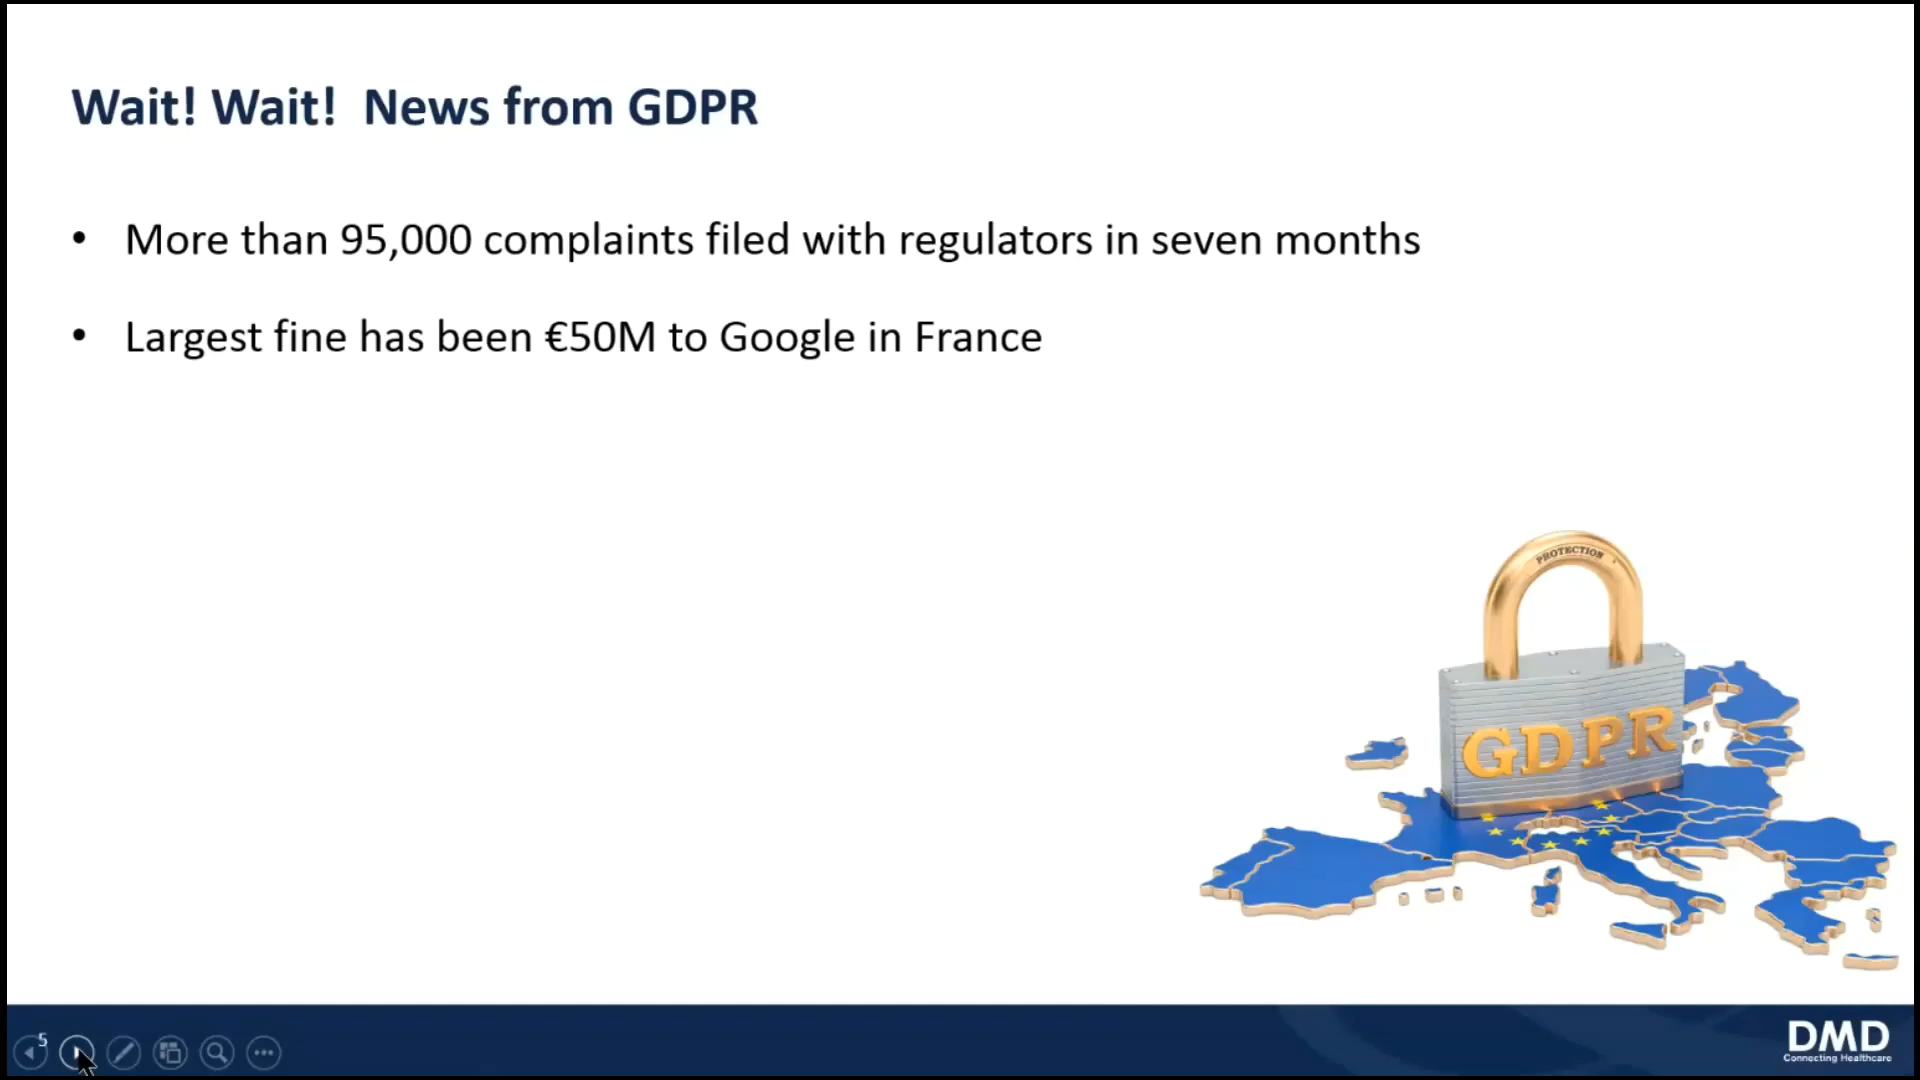 Wait! Wait!  News from GDPR
• More than 95,000 complaints filed with regulators in seven months
• Largest fine has been €50M to Google in France
PROTECTION
GDPR
5
DMD
Connecting Healthcare